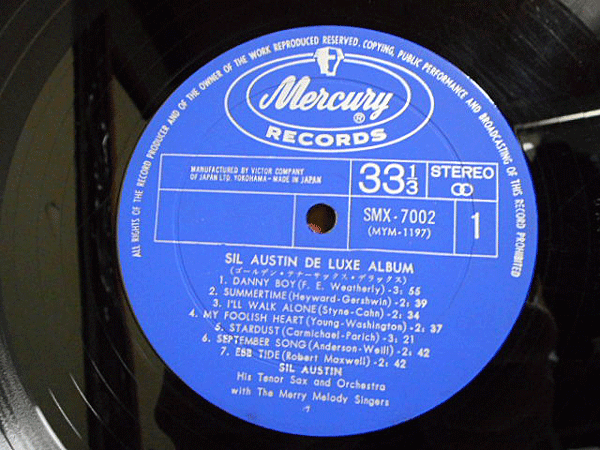 ALL RIGHTS OF THE RECORD PRODUCER AND OF THE OWNER OF THE WORK REPRODUCED RESERVED. COPYING, PUBLIC PERFORMANCE AND BROADCASTING OF THIS RECORD PROHIBITED
Mercury ®
RECORDS
MANUFACTURED BY VICTOR COMPANY
OF JAPAN LTD. YOKOHAMA-MADE IN JAPAN
33 1/3
STEREO
SMX-7002
(MYM-1197)
1
SIL AUSTIN DE LUXE ALBUM
(ゴールデン・テナーサックス・デラックス)
1. DANNY BOY (F. E. Weatherly)-3: 55
2. SUMMERTIME (Heyward-Gershwin)-2: 39
3. I'LL WALK ALONE (Styne-Cahn)-2: 34
4. MY FOOLISH HEART (Young-Washington)-2: 37
5. STARDUST (Carmichael-Parich)-3: 21
6. SEPTEMBER SONG (Anderson-Weill)-2: 42
7. EBB TIDE (Robert Maxwell)-2: 42
SIL AUSTIN
His Tenor Sax and Orchestra
with The Merry Melody Singers